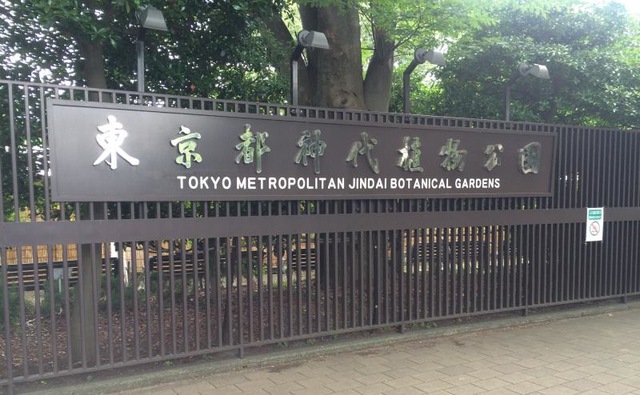 東京都神代植物公園
TOKYO METROPOLITAN JINDAI BOTANICAL GARDENS